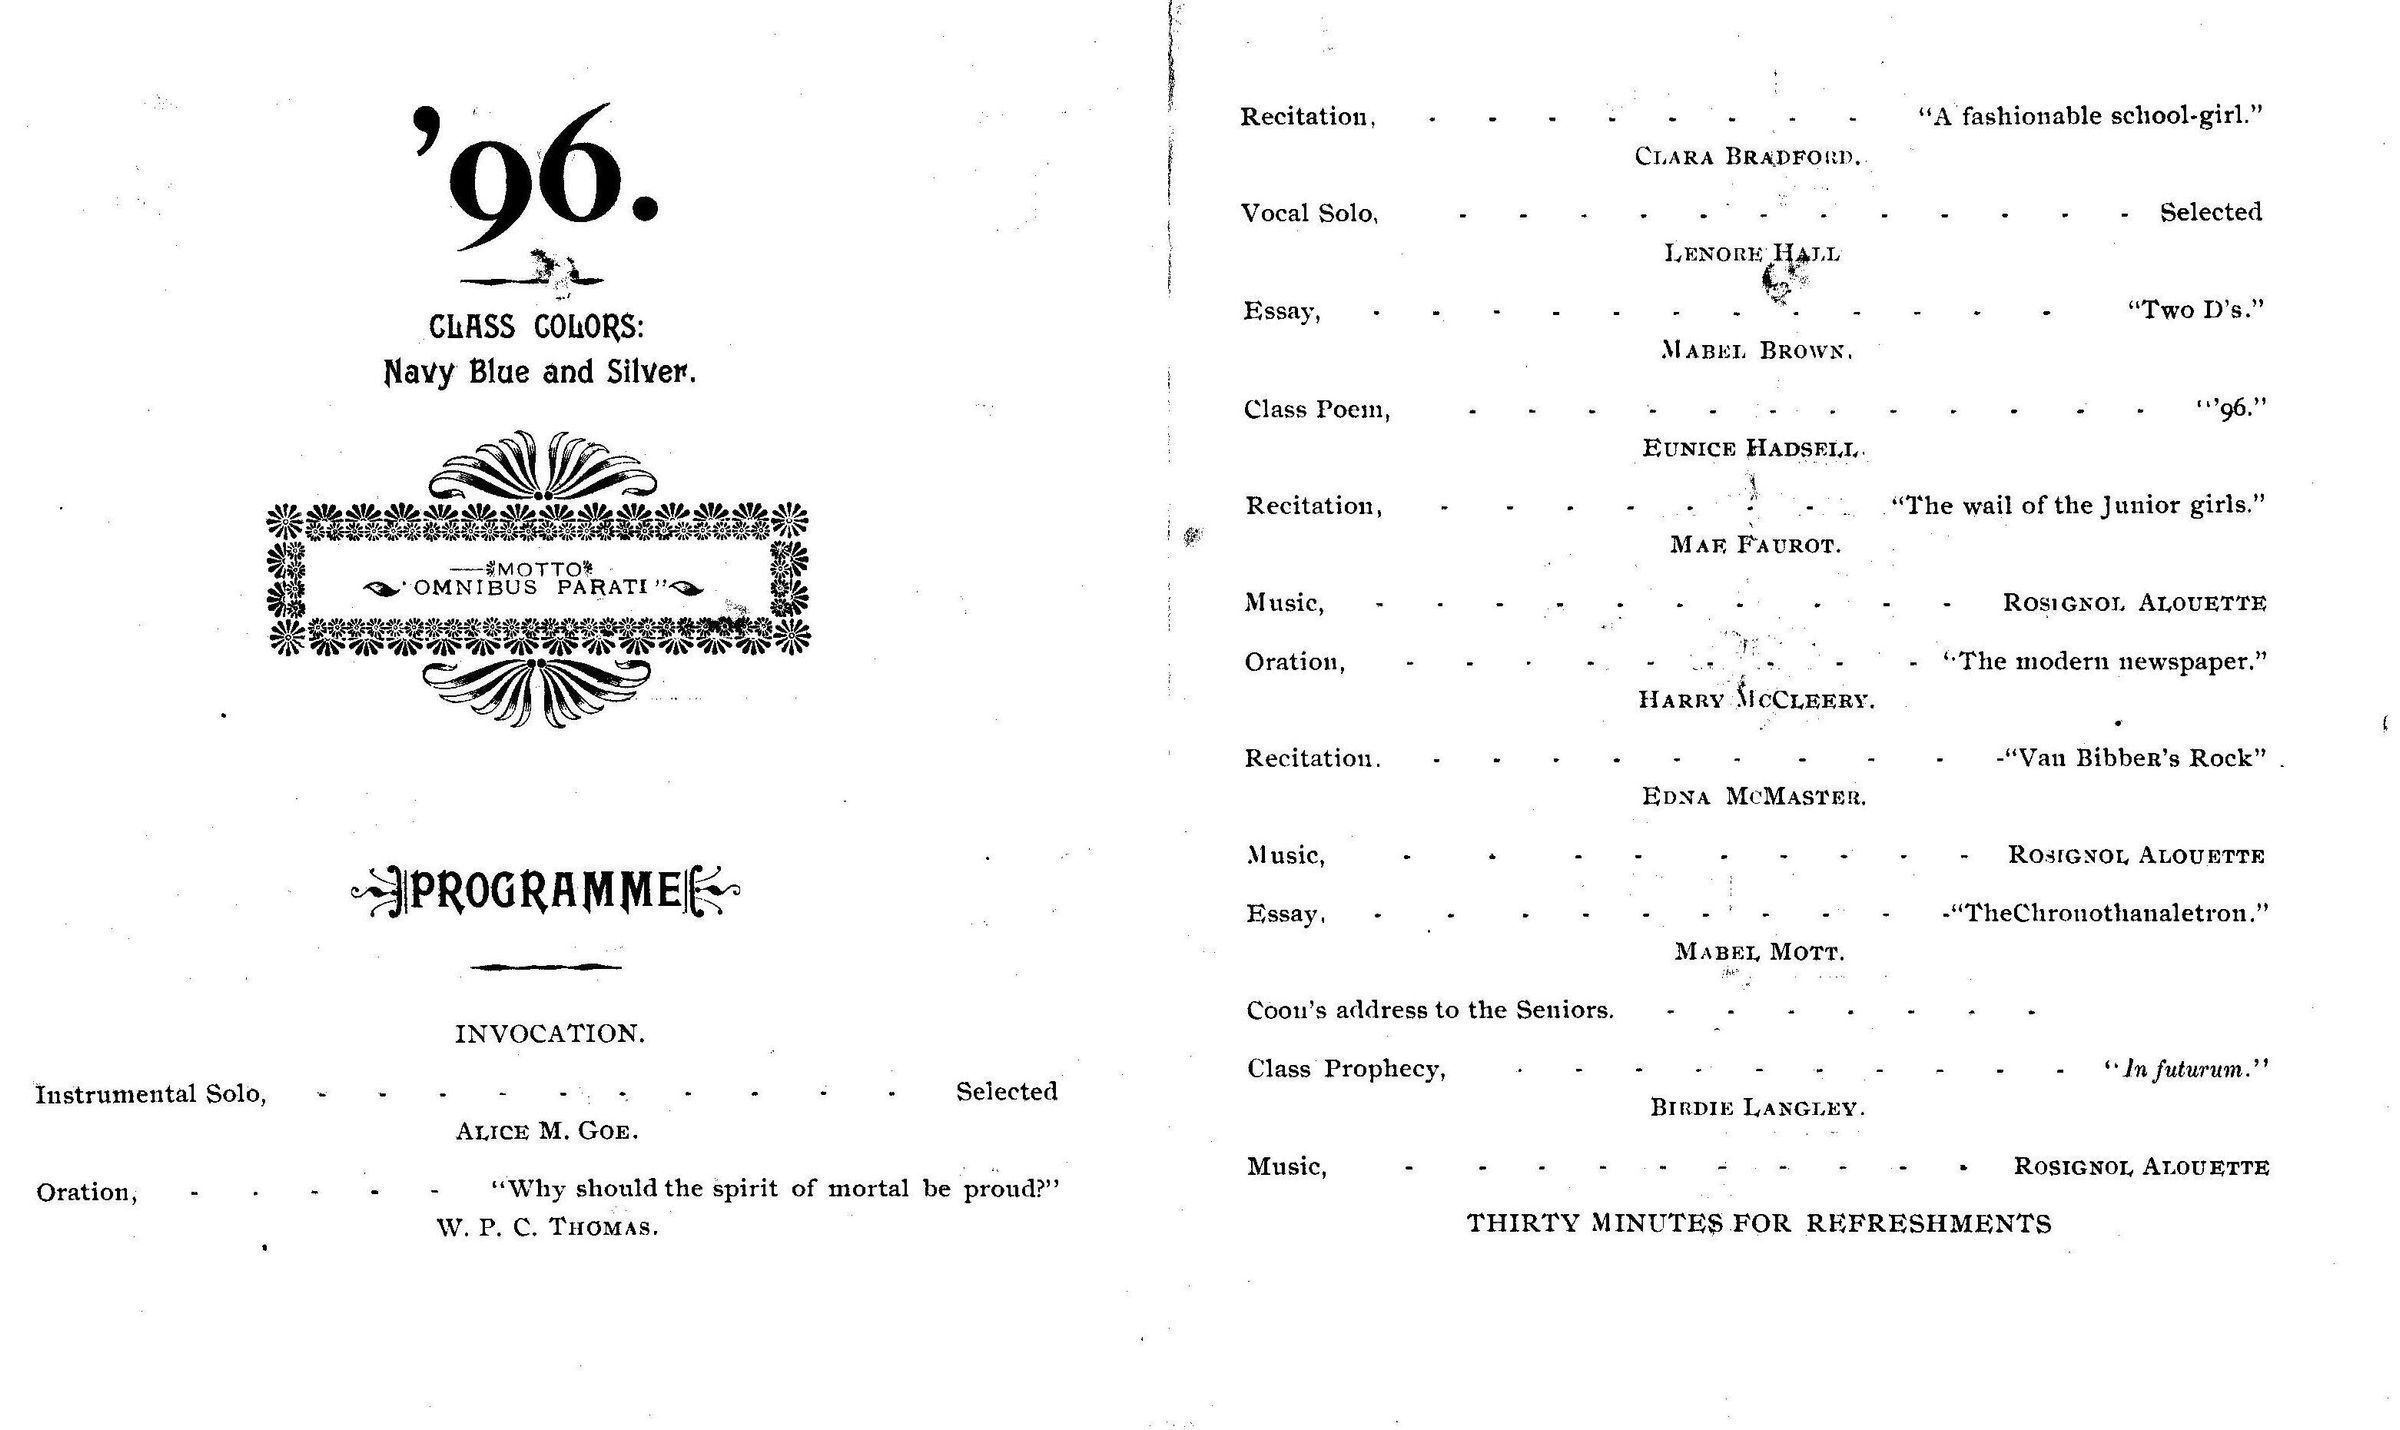 '96.
CLASS COLORS:
Navy Blue and Silver.
MOTTO
"OMNIBUS PARATI"
PROGRAMME
INVOCATION.
Instrumental Solo, - - - - - - - - - - Selected
ALICE M. GOE.
Oration, - - - - - "Why should the spirit of mortal be proud?"
W. P. C. THOMAS.
Recitation, - - - - - - - - "A fashionable school-girl."
CLARA BRADFORD.
Vocal Solo, - - - - - - - - - - - - Selected
LENORE HALL
Essay, - - - - - - - - - - - - "Two D's."
MABEL BROWN.
Class Poem, - - - - - - - - - - - - "'96."
EUNICE HADSELL.
Recitation, - - - - - - - "The wail of the Junior girls."
MAE FAUROT.
Music, - - - - - - - - - - ROSIGNOL ALOUETTE
Oration, - - - - - - - - - "The modern newspaper."
HARRY MCCLEERY.
Recitation. - - - - - - - - - -"Van BibbeR's Rock"
EDNA MCMASTER.
Music, - - - - - - - - - ROSIGNOL ALOUETTE
Essay, - - - - - - - - - -"TheChronothanaletron."
MABEL MOTT.
Coon's address to the Seniors. - - - - - - -
Class Prophecy, - - - - - - - - - - "In futurum."
BIRDIE LANGLEY.
Music, - - - - - - - - - - ROSIGNOL ALOUETTE
THIRTY MINUTES FOR REFRESHMENTS